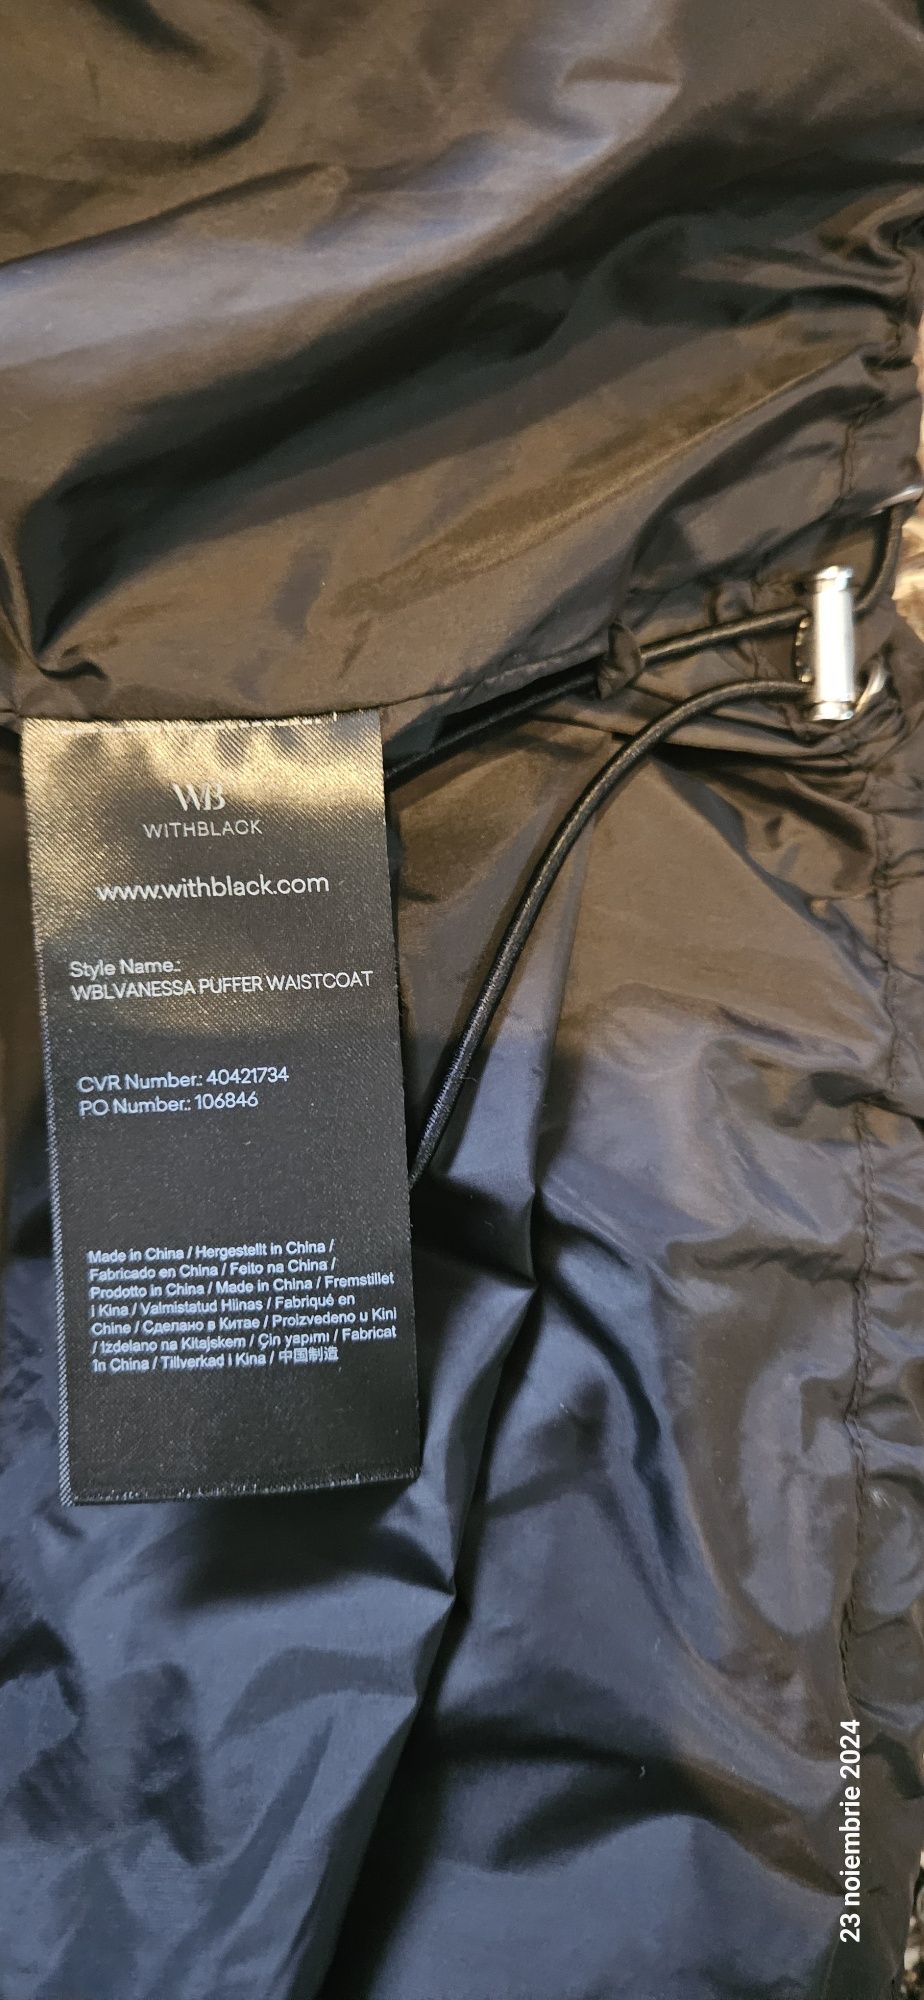 WB
WITHBLACK
www.withblack.com
Style Name.:
WBLVANESSA PUFFER WAISTCOAT
CVR Number.: 40421734
PO Number.: 106846
Made in China / Hergestellt in China /
Fabricado en China / Feito na China /
Prodotto in China / Made in China / Fremstillet
i Kina / Valmistatud Hiinas / Fabriqué en
Chine / Сделано в Китае / Proizvedeno u Kini
/ Izdelano na Kitajskem / Çin yapımı / Fabricat
în China / Tillverkad i Kina / 中国制造
23 noiembrie 2024